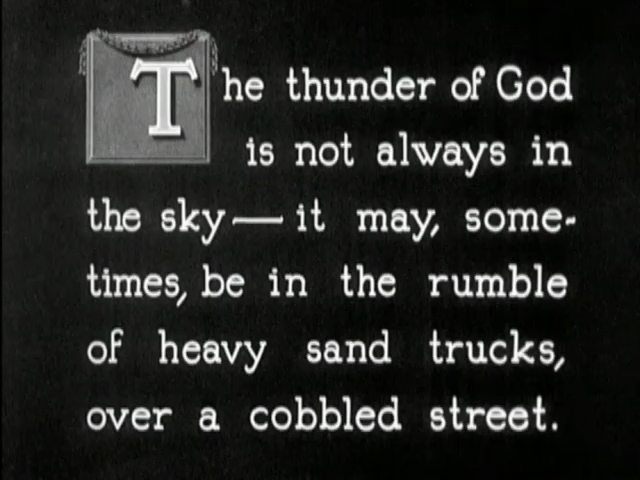 The thunder of God
is not always in
the sky — it may, some-
times, be in the rumble
of heavy sand trucks,
over a cobbled street.